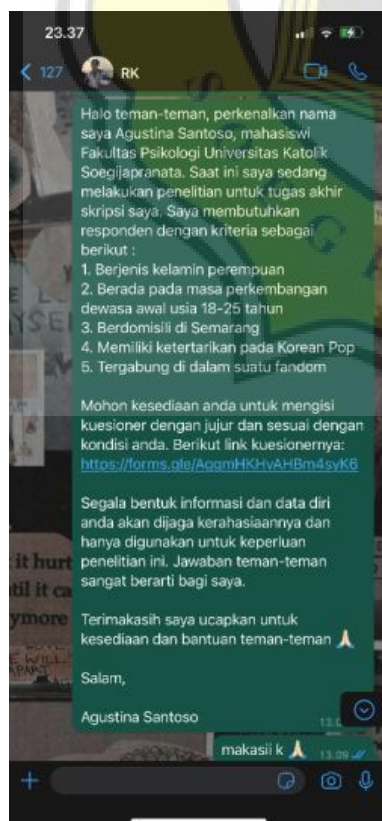 23.37
127
RK
Halo teman-teman, perkenalkan nama
saya Agustina Santoso, mahasiswi
Fakultas Psikologi Universitas Katolik
Soegijapranata. Saat ini saya sedang
melakukan penelitian untuk tugas akhir
skripsi saya. Saya membutuhkan
responden dengan kriteria sebagai
berikut :
1. Berjenis kelamin perempuan
2. Berada pada masa perkembangan
dewasa awal usia 18-25 tahun
3. Berdomisili di Semarang
4. Memiliki ketertarikan pada Korean Pop
5. Tergabung di dalam suatu fandom
Mohon kesediaan anda untuk mengisi
kuesioner dengan jujur dan sesuai dengan
kondisi anda. Berikut link kuesionernya:
https://forms.gle/AggmHKHvAHBm4syK6
Segala bentuk informasi dan data diri
anda akan dijaga kerahasiaannya dan
hanya digunakan untuk keperluan
penelitian ini. Jawaban teman-teman
sangat berarti bagi saya.
Terimakasih saya ucapkan untuk
kesediaan dan bantuan teman-teman 🙏🏻
Salam,
Agustina Santoso
makasii k 🙏🏻 13.09
it hurt
til it ca
ymore